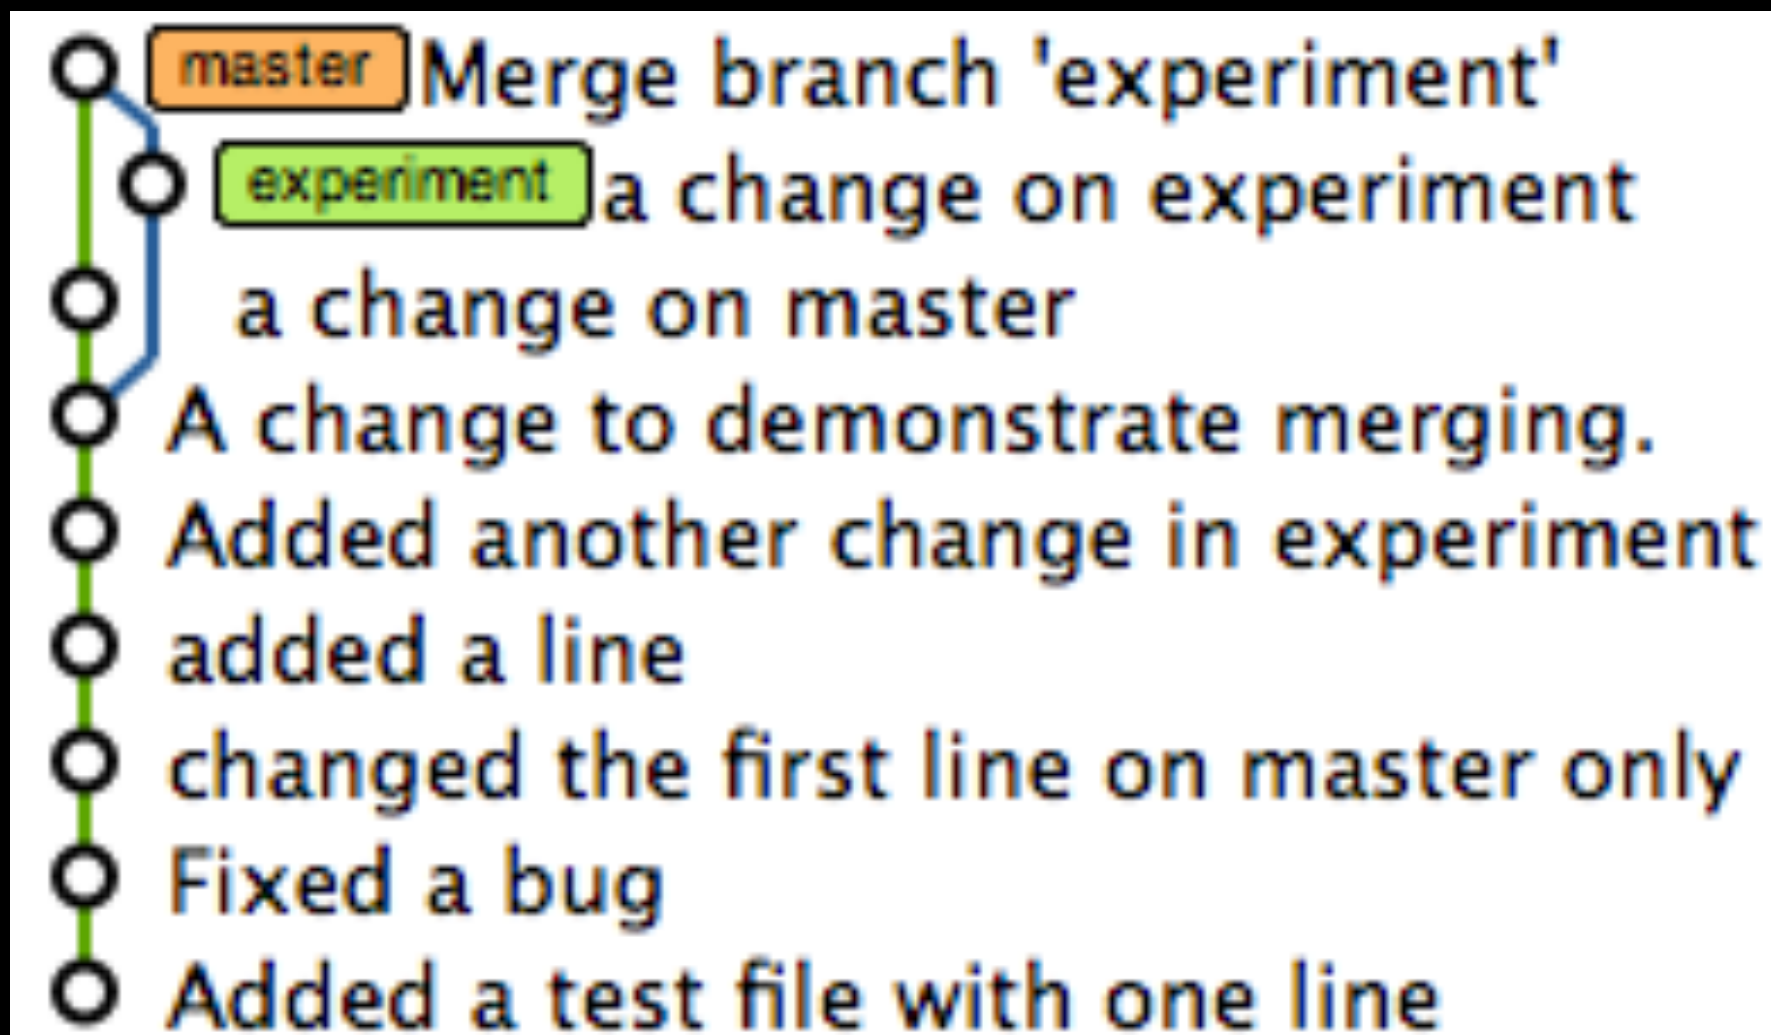 master Merge branch 'experiment'
experiment a change on experiment
a change on master
A change to demonstrate merging.
Added another change in experiment
added a line
changed the first line on master only
Fixed a bug
Added a test file with one line